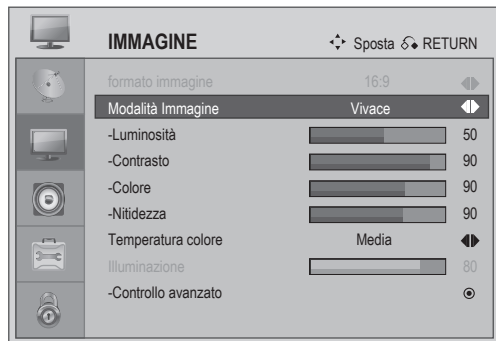 IMMAGINE Sposta RETURN
formato immagine 16:9
Modalità Immagine Vivace
-Luminosità 50
-Contrasto 90
-Colore 90
-Nitidezza 90
Temperatura colore Media
Illuminazione 80
-Controllo avanzato